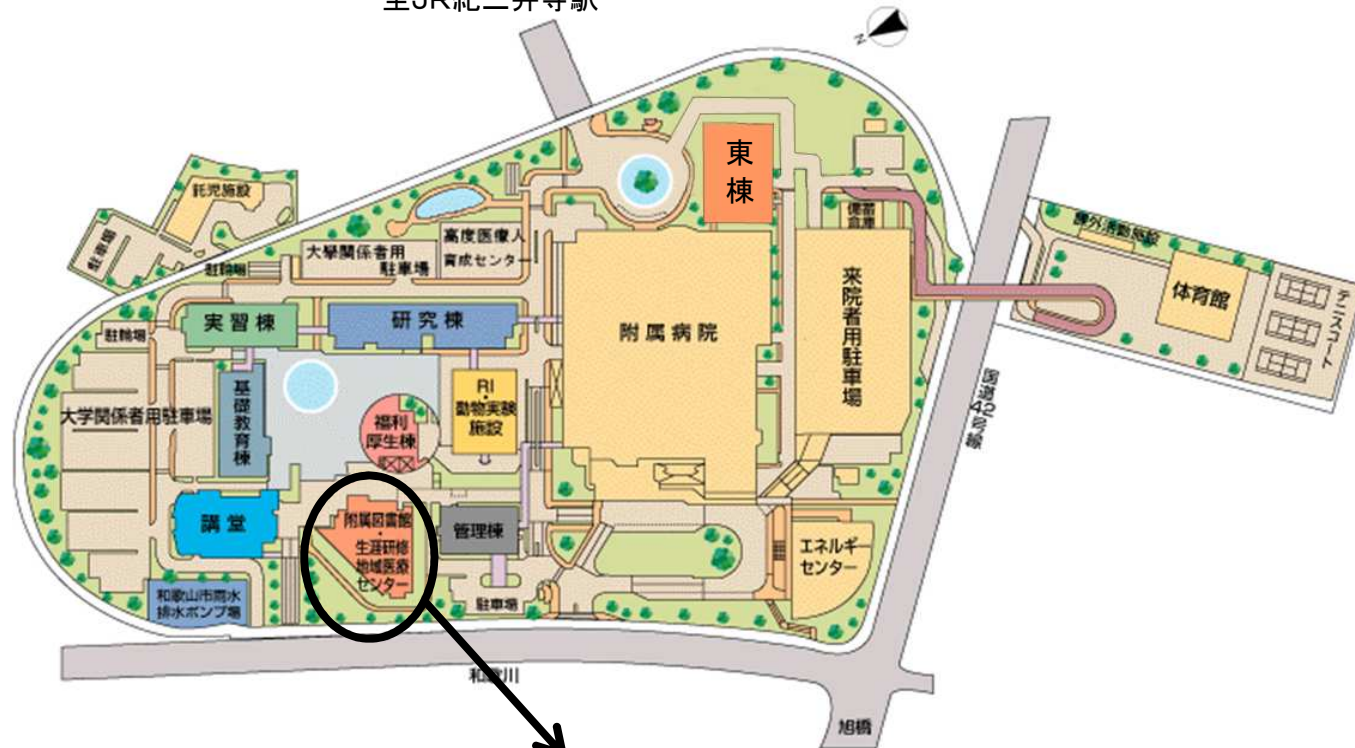 至JR紀三井寺駅
N
東
棟
託児施設
駐車場
駐輪場
大学関係者用
駐車場
高度医療人
育成センター
備蓄
倉庫
課外活動施設
体育館
テニスコート
駐輪場
実習棟
研究棟
附属病院
来院者用駐車場
国道42号線
大学関係者用駐車場
基礎教育棟
福利
厚生棟
RI
・
動物実験
施設
講堂
附属図書館
・
生涯研修
地域医療
センター
管理棟
エネルギー
センター
和歌山市雨水
排水ポンプ場
駐車場
和歌川
旭橋